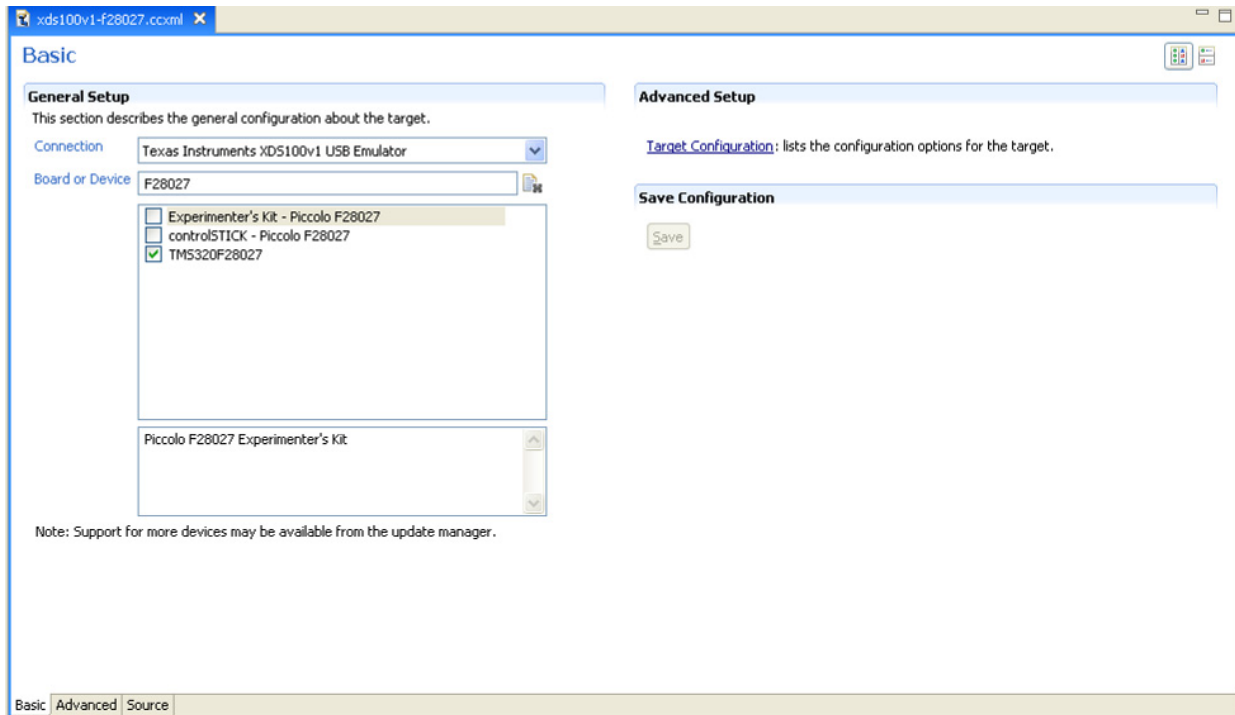 xds100v1-f28027.ccxml
Basic
General Setup
This section describes the general configuration about the target.
Connection
Texas Instruments XDS100v1 USB Emulator
Board or Device
F28027
Experimenter's Kit - Piccolo F28027
controlSTICK - Piccolo F28027
TMS320F28027
Piccolo F28027 Experimenter's Kit
Note: Support for more devices may be available from the update manager.
Advanced Setup
Target Configuration: lists the configuration options for the target.
Save Configuration
Save
Basic Advanced Source